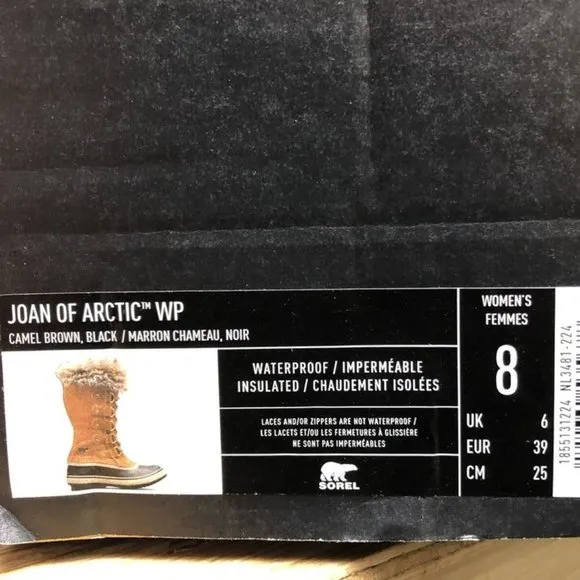 JOAN OF ARCTIC™ WP
CAMEL BROWN, BLACK / MARRON CHAMEAU, NOIR
WATERPROOF / IMPERMÉABLE
INSULATED / CHAUDEMENT ISOLÉES
LACES AND/OR ZIPPERS ARE NOT WATERPROOF /
LES LACETS ET/OU LES FERMETURES À GLISSIÈRE
NE SONT PAS IMPERMÉABLES
SOREL
WOMEN'S
FEMMES
8
UK 6
EUR 39
CM 25
1855131224 NL3481-224